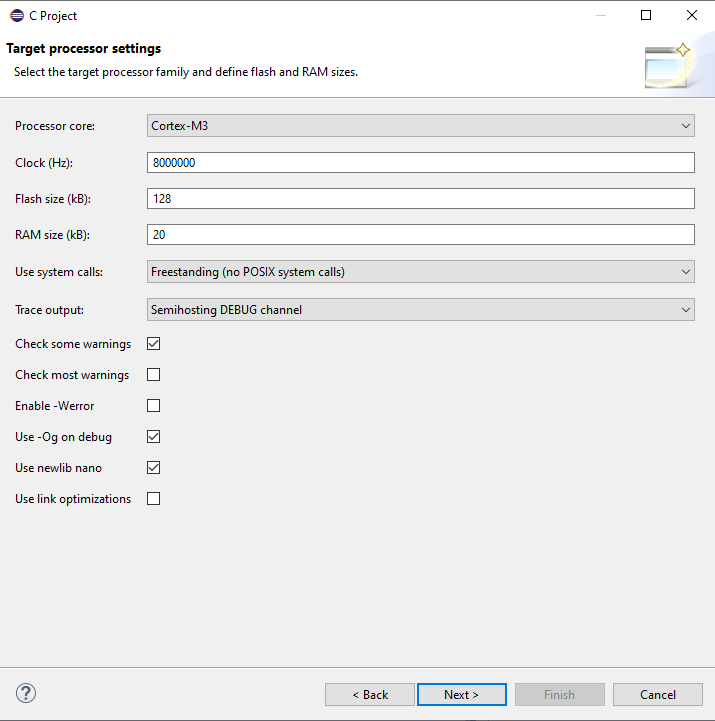 C Project
Target processor settings
Select the target processor family and define flash and RAM sizes.
Processor core: Cortex-M3
Clock (Hz): 8000000
Flash size (kB): 128
RAM size (kB): 20
Use system calls: Freestanding (no POSIX system calls)
Trace output: Semihosting DEBUG channel
Check some warnings
Check most warnings
Enable -Werror
Use -Og on debug
Use newlib nano
Use link optimizations
? < Back Next > Finish Cancel